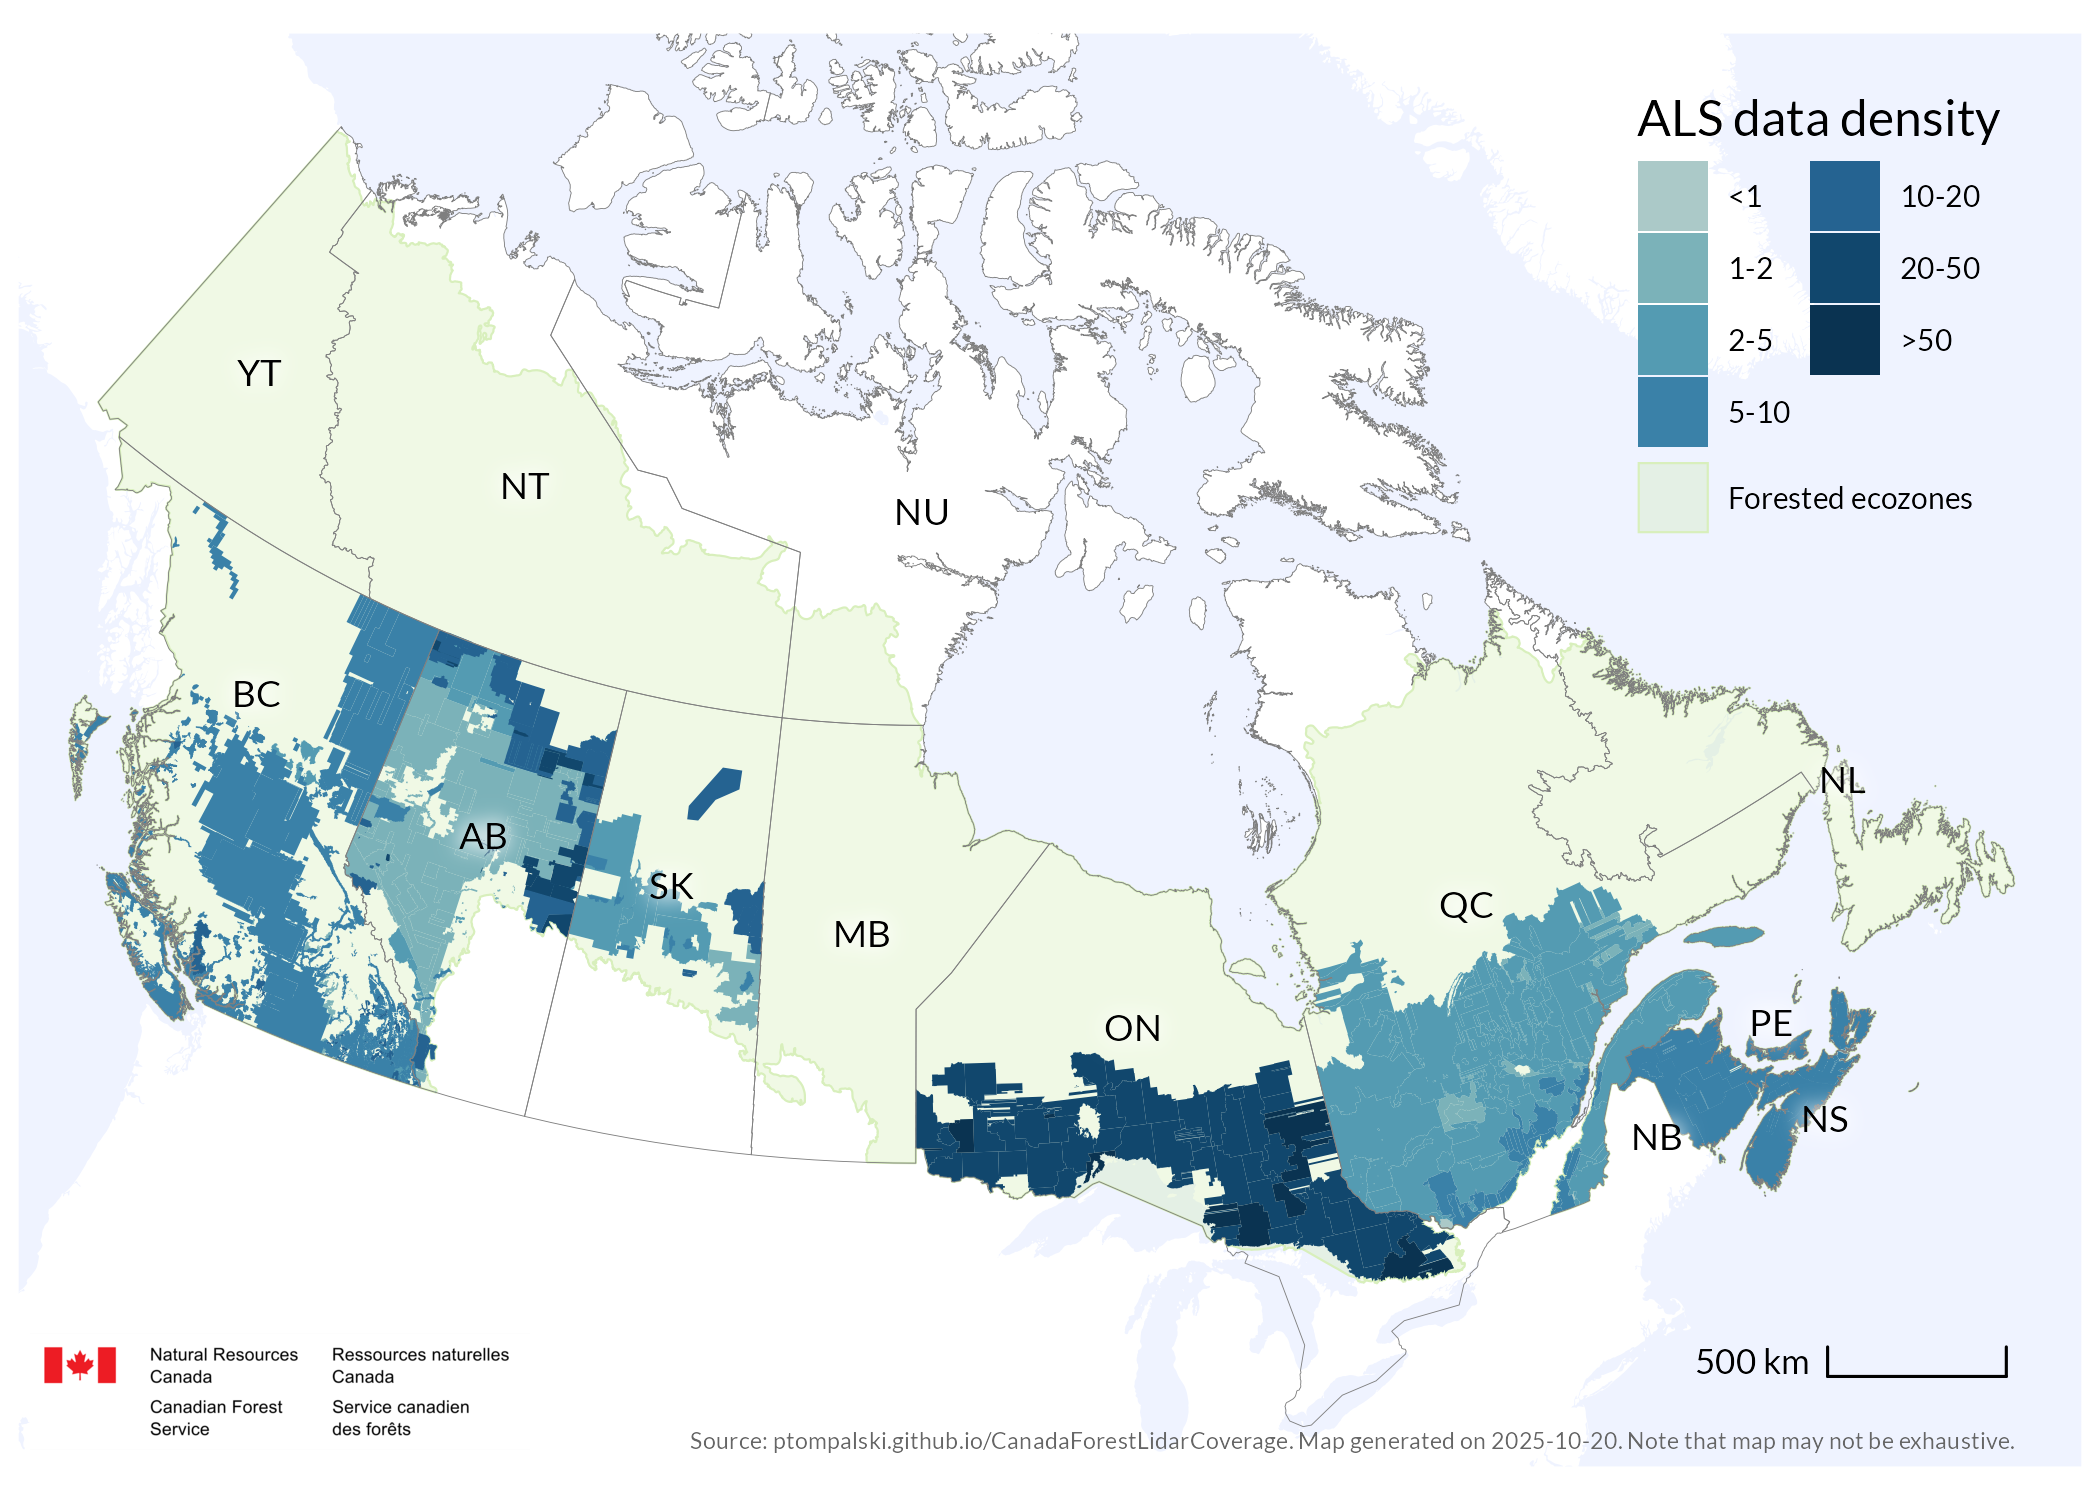 ALS data density
<1
1-2
2-5
5-10
10-20
20-50
>50
Forested ecozones
YT
NT
NU
BC
AB
SK
MB
ON
QC
NL
PE
NB
NS
500 km
Natural Resources
Canada
Canadian Forest
Service
Ressources naturelles
Canada
Service canadien
des forêts
Source: ptompalski.github.io/CanadaForestLidarCoverage. Map generated on 2025-10-20. Note that map may not be exhaustive.